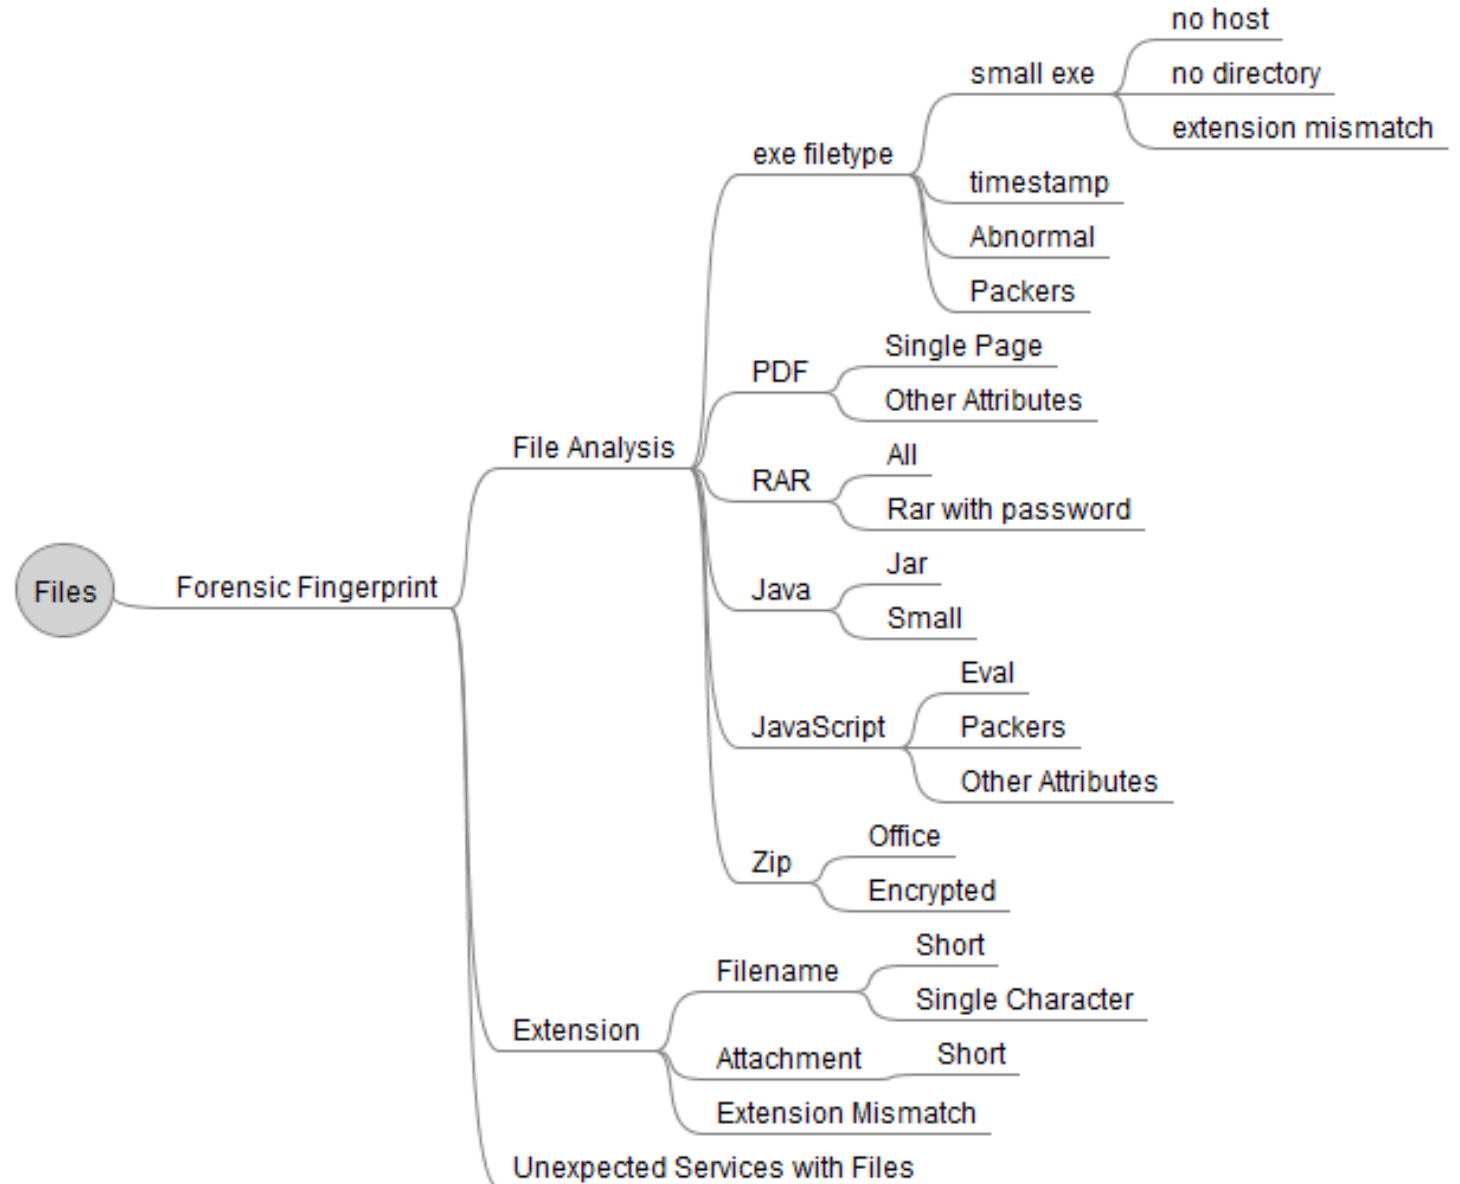 no host
small exe
no directory
extension mismatch
exe filetype
timestamp
Abnormal
Packers
Single Page
PDF
Other Attributes
File Analysis
All
RAR
Rar with password
Jar
Java
Small
Files
Forensic Fingerprint
Eval
JavaScript
Packers
Other Attributes
Office
Zip
Encrypted
Short
Filename
Single Character
Extension
Attachment
Short
Extension Mismatch
Unexpected Services with Files